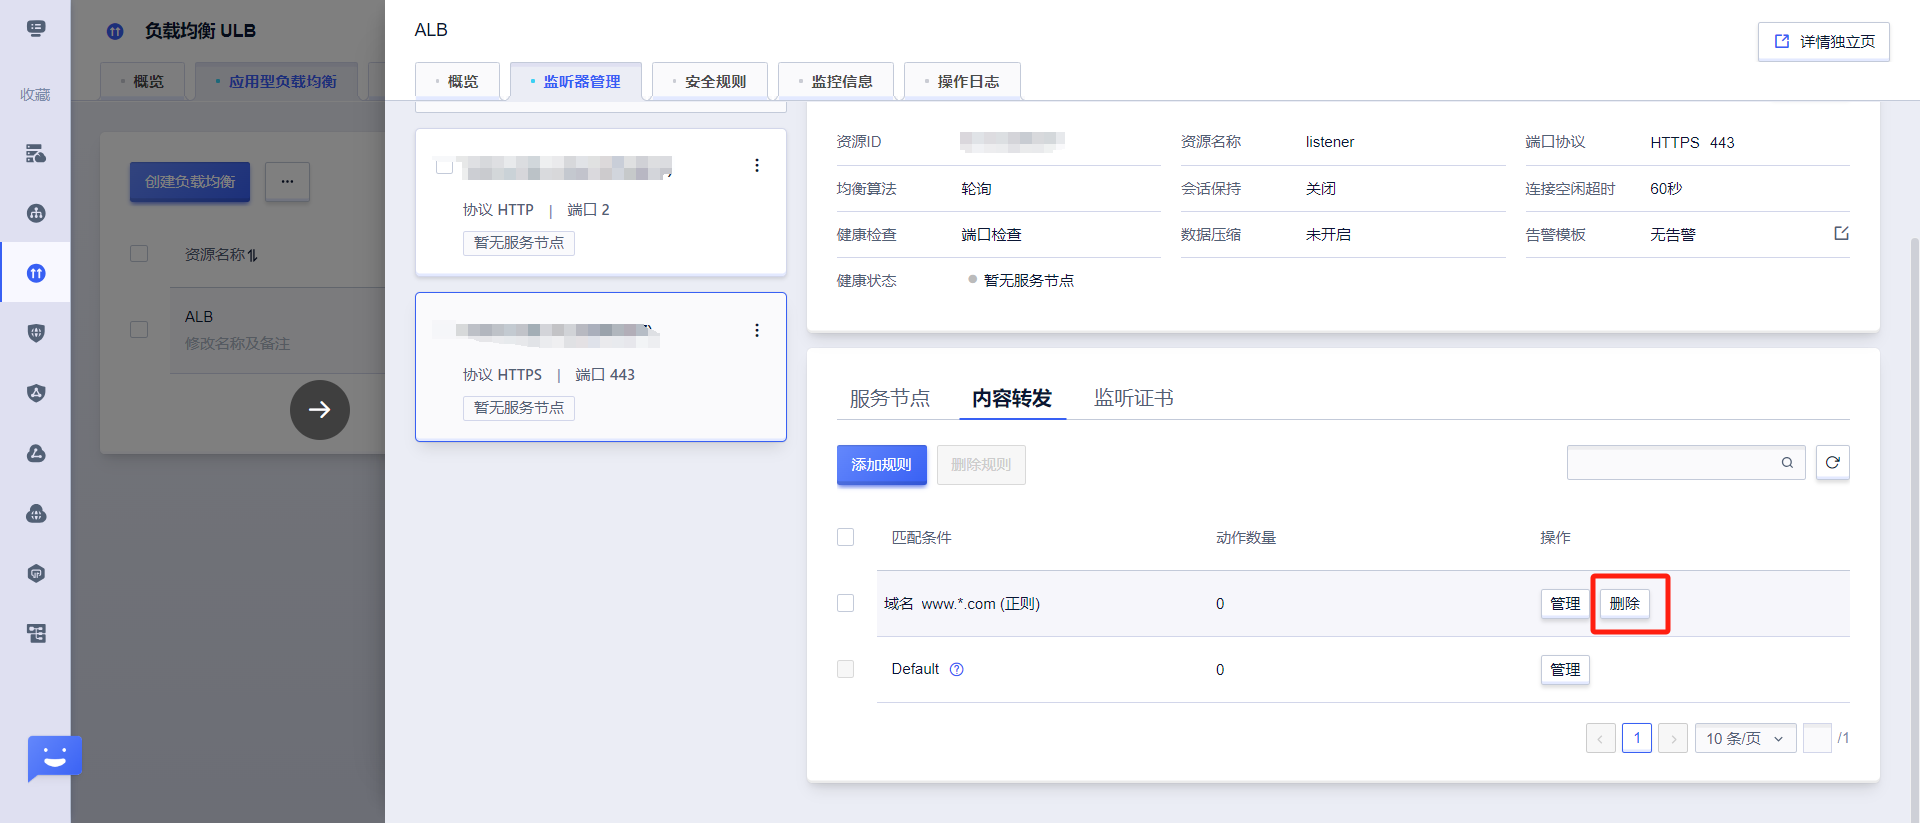 收藏
负载均衡 ULB
概览
应用型负载均衡
创建负载均衡
...
资源名称
ALB
修改名称及备注
ALB
详情独立页
概览
监听器管理
安全规则
监控信息
操作日志
协议 HTTP | 端口 2
暂无服务节点
协议 HTTPS | 端口 443
暂无服务节点
资源ID
资源名称 listener
端口协议 HTTPS 443
均衡算法 轮询
会话保持 关闭
连接空闲超时 60秒
健康检查 端口检查
数据压缩 未开启
告警模板 无告警
健康状态 暂无服务节点
服务节点 内容转发 监听证书
添加规则 删除规则
匹配条件 动作数量 操作
域名 www.*.com (正则) 0 管理 删除
Default 0 管理
1 10 条/页 /1